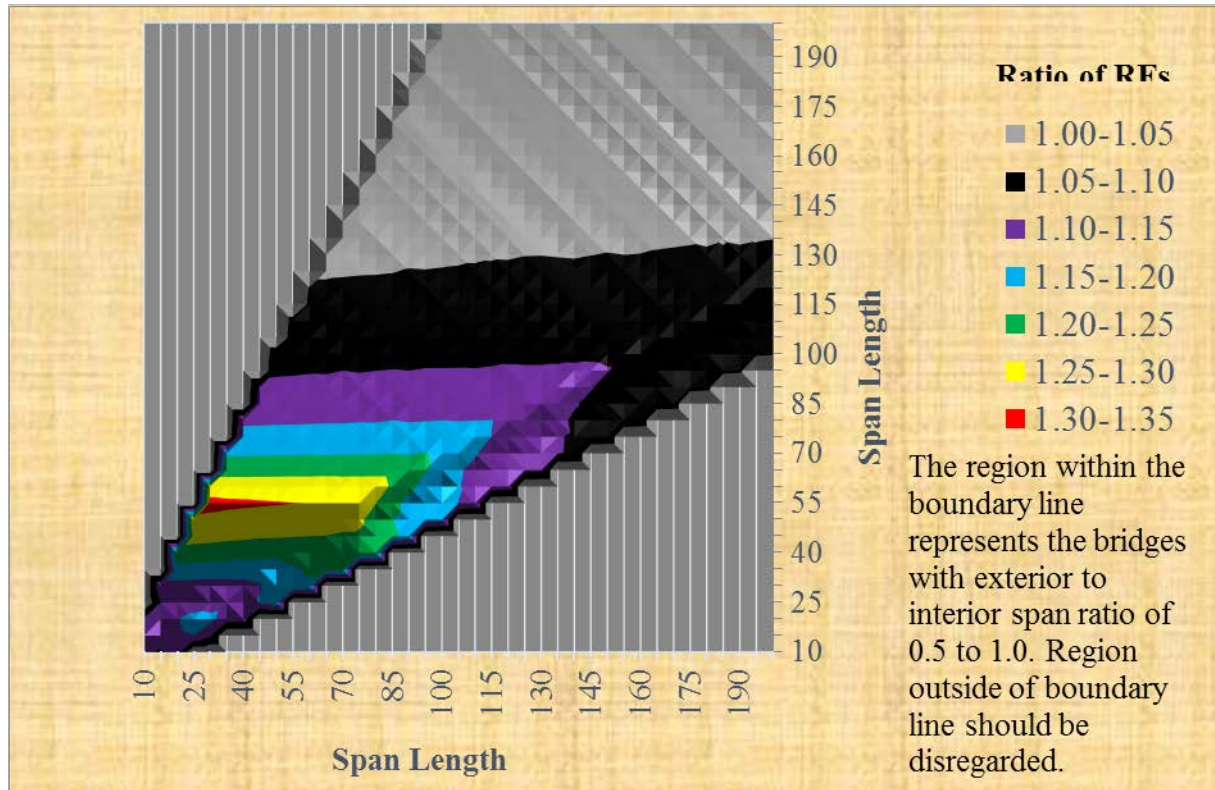 190
175
160
145
130
115
100
85
70
55
40
25
10
Span Length
10
25
40
55
70
85
100
115
130
145
160
175
190
Span Length
Ratio of RFs
1.00-1.05
1.05-1.10
1.10-1.15
1.15-1.20
1.20-1.25
1.25-1.30
1.30-1.35
The region within the
boundary line
represents the bridges
with exterior to
interior span ratio of
0.5 to 1.0. Region
outside of boundary
line should be
disregarded.